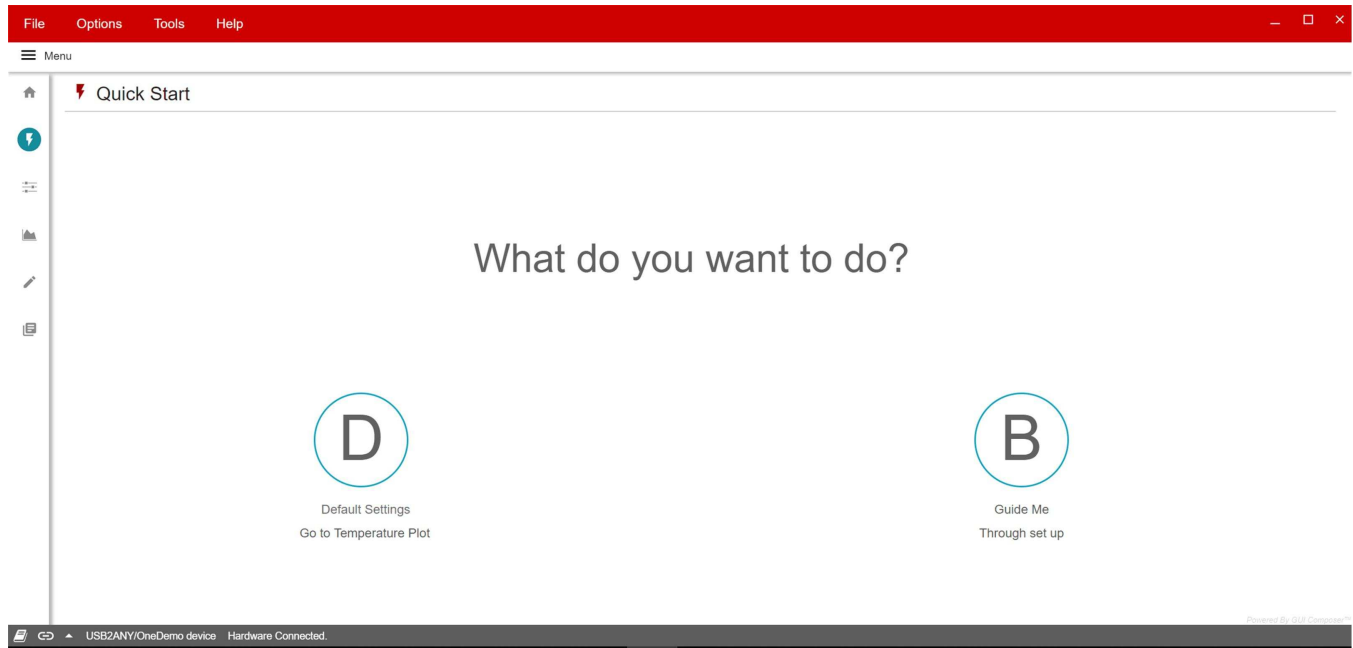 File Options Tools Help
Menu
Quick Start
What do you want to do?
D B
Default Settings Guide Me
Go to Temperature Plot Through set up
Powered By GUI Composer™
USB2ANY/OneDemo device Hardware Connected.